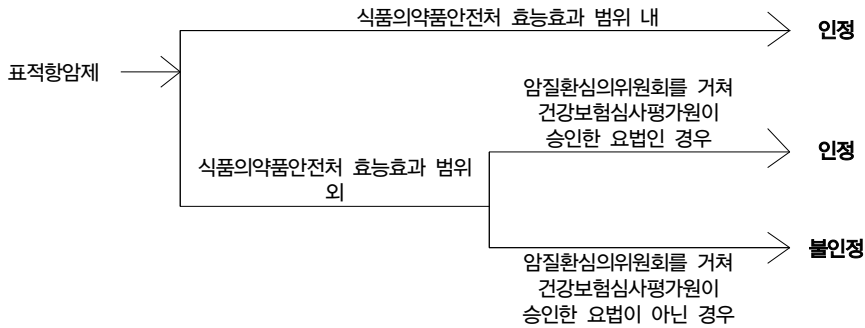 식품의약품안전처 효능효과 범위 내
인정
표적항암제
암질환심의위원회를 거쳐
건강보험심사평가원이
승인한 요법인 경우
인정
식품의약품안전처 효능효과 범위
외
불인정
암질환심의위원회를 거쳐
건강보험심사평가원이
승인한 요법이 아닌 경우